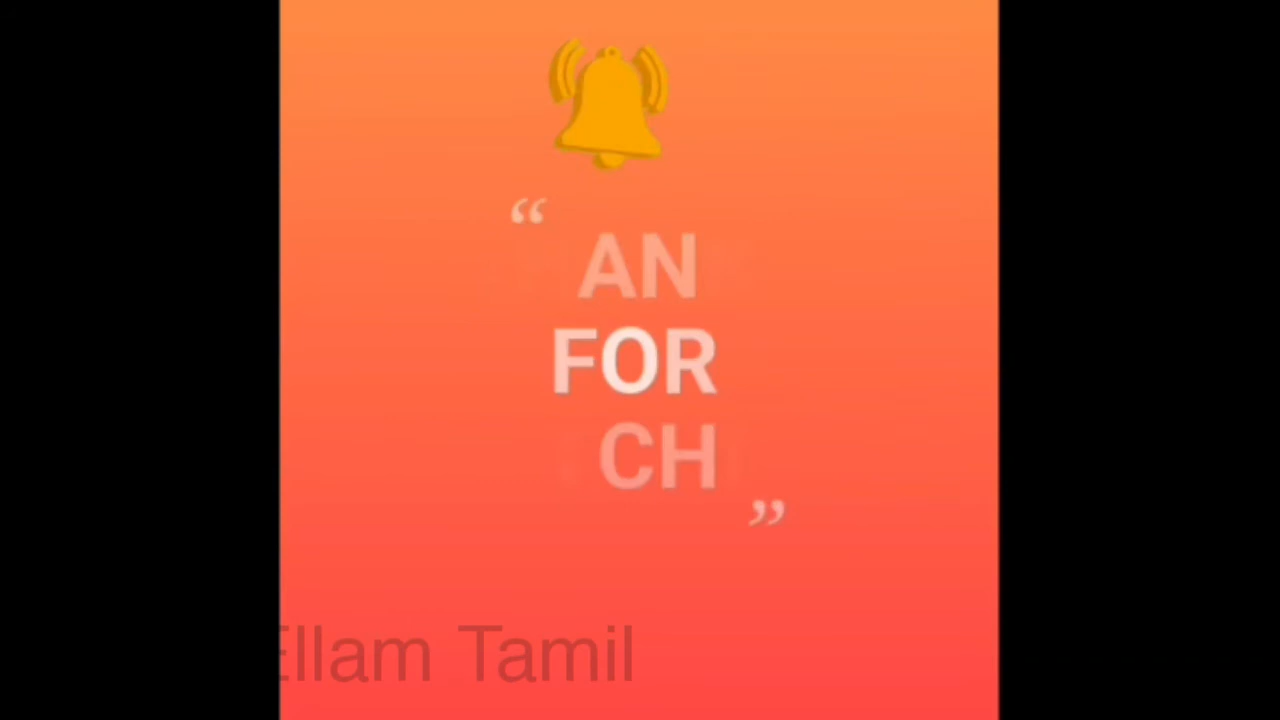 “
AN
FOR
CH
”
Ellam Tamil